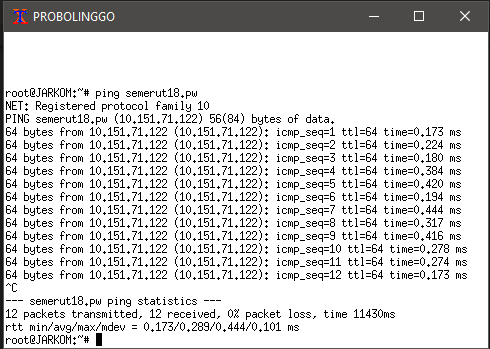 PROBOLINGGO
root@JARKOM:~# ping semerut18.pw
NET: Registered protocol family 10
PING semerut18.pw (10.151.71.122) 56(84) bytes of data.
64 bytes from 10.151.71.122 (10.151.71.122): icmp_seq=1 ttl=64 time=0.173 ms
64 bytes from 10.151.71.122 (10.151.71.122): icmp_seq=2 ttl=64 time=0.224 ms
64 bytes from 10.151.71.122 (10.151.71.122): icmp_seq=3 ttl=64 time=0.180 ms
64 bytes from 10.151.71.122 (10.151.71.122): icmp_seq=4 ttl=64 time=0.384 ms
64 bytes from 10.151.71.122 (10.151.71.122): icmp_seq=5 ttl=64 time=0.420 ms
64 bytes from 10.151.71.122 (10.151.71.122): icmp_seq=6 ttl=64 time=0.194 ms
64 bytes from 10.151.71.122 (10.151.71.122): icmp_seq=7 ttl=64 time=0.444 ms
64 bytes from 10.151.71.122 (10.151.71.122): icmp_seq=8 ttl=64 time=0.317 ms
64 bytes from 10.151.71.122 (10.151.71.122): icmp_seq=9 ttl=64 time=0.416 ms
64 bytes from 10.151.71.122 (10.151.71.122): icmp_seq=10 ttl=64 time=0.278 ms
64 bytes from 10.151.71.122 (10.151.71.122): icmp_seq=11 ttl=64 time=0.274 ms
64 bytes from 10.151.71.122 (10.151.71.122): icmp_seq=12 ttl=64 time=0.173 ms
^C
--- semerut18.pw ping statistics ---
12 packets transmitted, 12 received, 0% packet loss, time 11430ms
rtt min/avg/max/mdev = 0.173/0.289/0.444/0.101 ms
root@JARKOM:~#